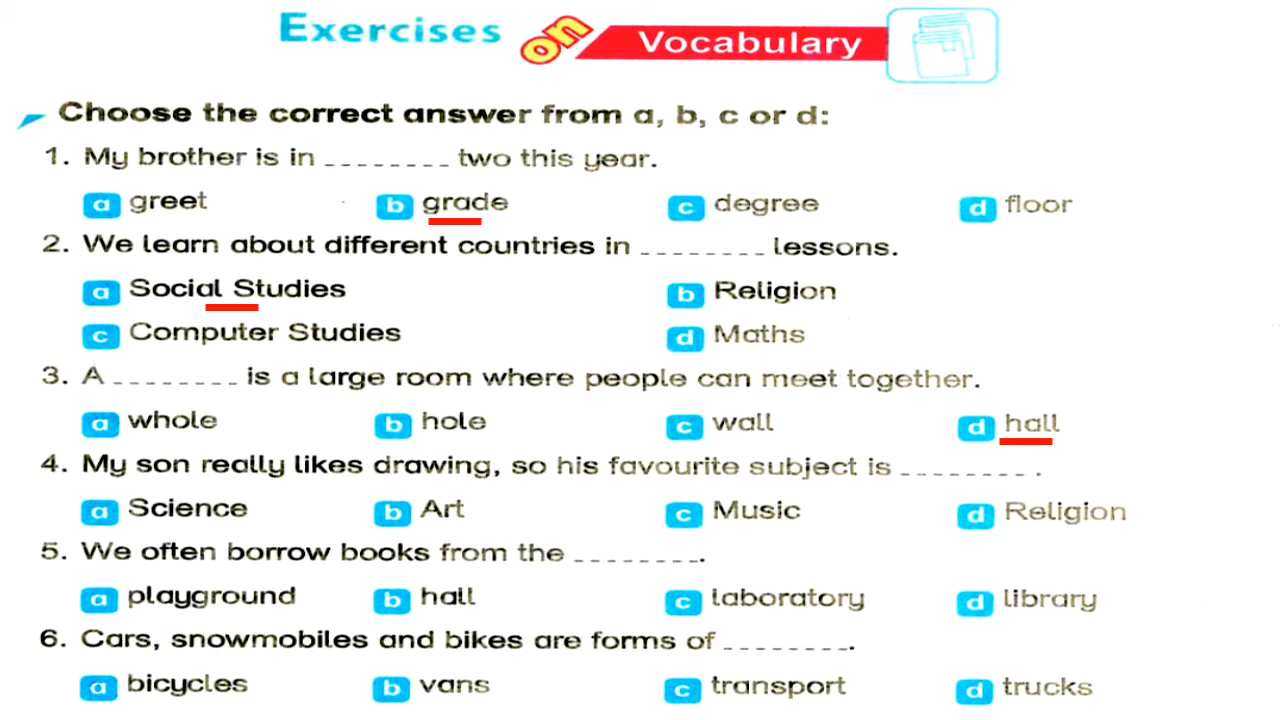 Exercises on Vocabulary
Choose the correct answer from a, b, c or d:
1. My brother is in ________ two this year.
a greet b grade c degree d floor
2. We learn about different countries in ________ lessons.
a Social Studies b Religion
c Computer Studies d Maths
3. A ________ is a large room where people can meet together.
a whole b hole c wall d hall
4. My son really likes drawing, so his favourite subject is ________ .
a Science b Art c Music d Religion
5. We often borrow books from the ________.
a playground b hall c laboratory d library
6. Cars, snowmobiles and bikes are forms of ________.
a bicycles b vans c transport d trucks